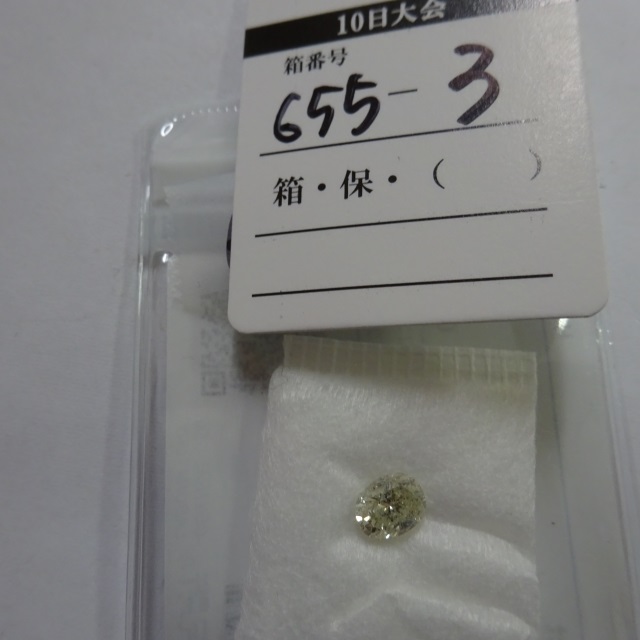 10日大会
箱番号
655-3
箱・保・(　　)